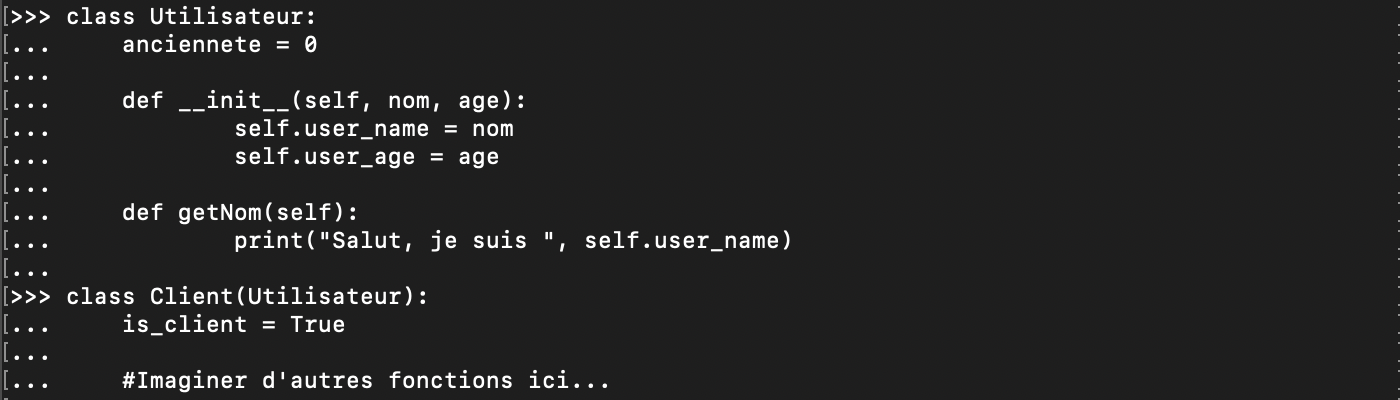 >>> class Utilisateur:
...     anciennete = 0
...
...     def __init__(self, nom, age):
...             self.user_name = nom
...             self.user_age = age
...
...     def getNom(self):
...             print("Salut, je suis ", self.user_name)
...
>>> class Client(Utilisateur):
...     is_client = True
...
...     #Imaginer d'autres fonctions ici...